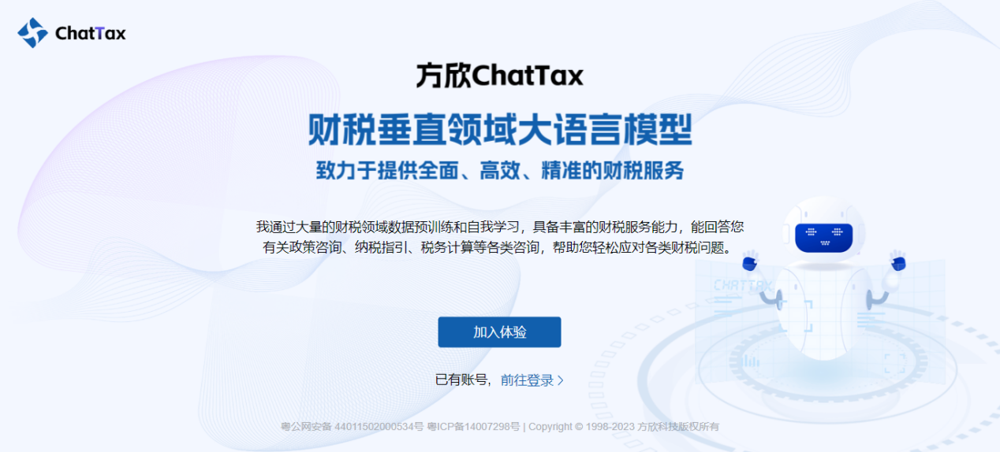 ChatTax
方欣ChatTax
财税垂直领域大语言模型
致力于提供全面、高效、精准的财税服务
我通过大量的财税领域数据预训练和自我学习，具备丰富的财税服务能力，能回答您
有关政策咨询、纳税指引、税务计算等各类咨询，帮助您轻松应对各类财税问题。
CHATTAX
加入体验
已有账号，前往登录 >
粤公网安备 44011502000534号 粤ICP备14007298号 | Copyright © 1998-2023 方欣科技版权所有